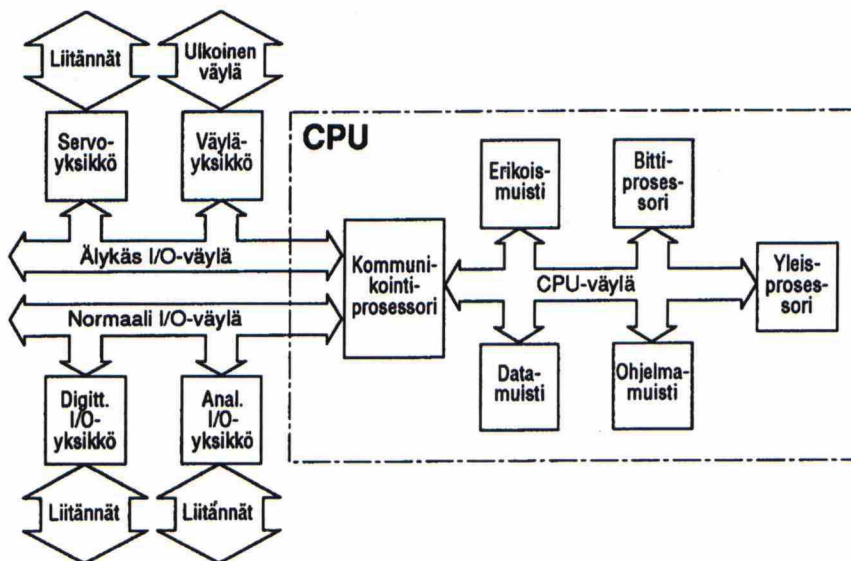 Liitännät
Ulkoinen
väylä
Servo-
yksikkö
Väylä-
yksikkö
CPU
Erikois-
muisti
Bitti-
proses-
sori
Älykäs I/O-väylä
Kommuni-
kointi-
prosessori
CPU-väylä
Yleis-
proses-
sori
Normaali I/O-väylä
Digitt.
I/O-
yksikkö
Anal.
I/O-
yksikkö
Data-
muisti
Ohjelma-
muisti
Liitännät
Liitännät